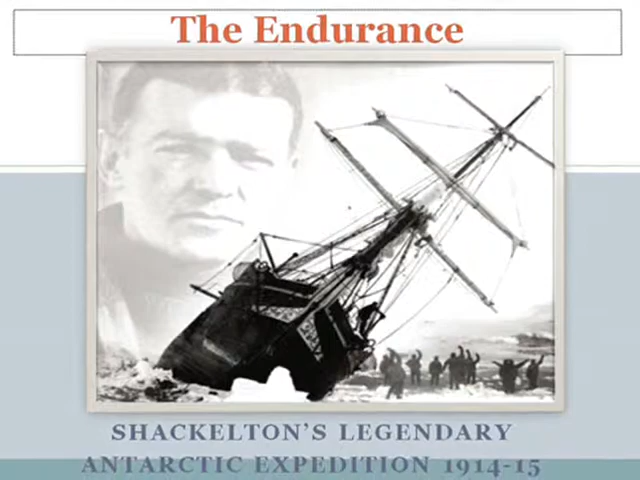 The Endurance
SHACKELTON'S LEGENDARY
ANTARCTIC EXPEDITION 1914-15